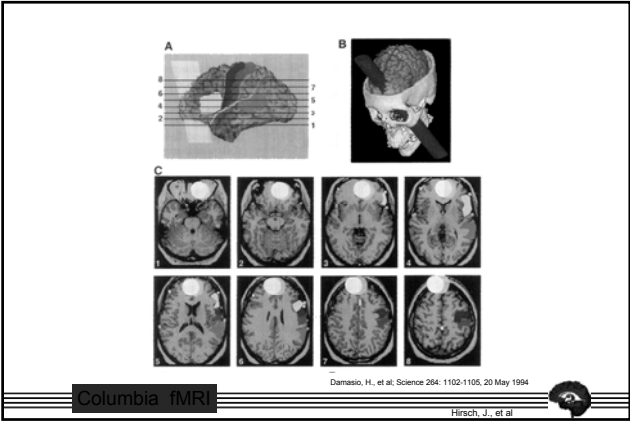 A
B
8
6
4
2
7
5
3
1
C
1
2
3
4
5
6
7
8
Damasio, H., et al; Science 264: 1102-1105, 20 May 1994
Columbia fMRI
Hirsch, J., et al